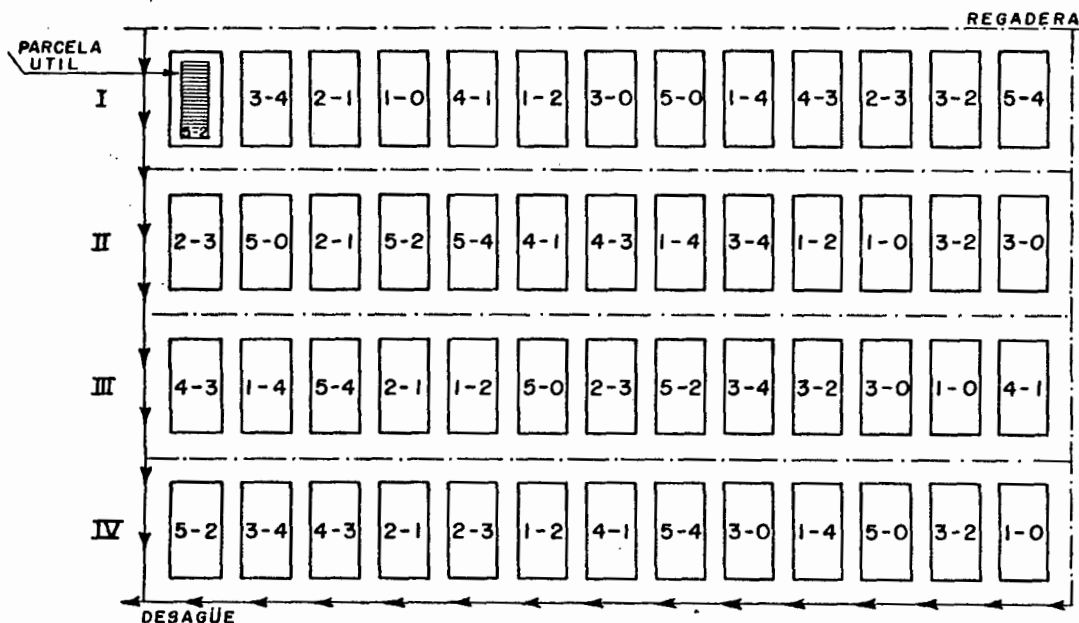 REGADERA
PARCELA
UTIL
I 5-2 3-4 2-1 1-0 4-1 1-2 3-0 5-0 1-4 4-3 2-3 3-2 5-4
II 2-3 5-0 2-1 5-2 5-4 4-1 4-3 1-4 3-4 1-2 1-0 3-2 3-0
III 4-3 1-4 5-4 2-1 1-2 5-0 2-3 5-2 3-4 3-2 3-0 1-0 4-1
IV 5-2 3-4 4-3 2-1 2-3 1-2 4-1 5-4 3-0 1-4 5-0 3-2 1-0
DESAGÜE